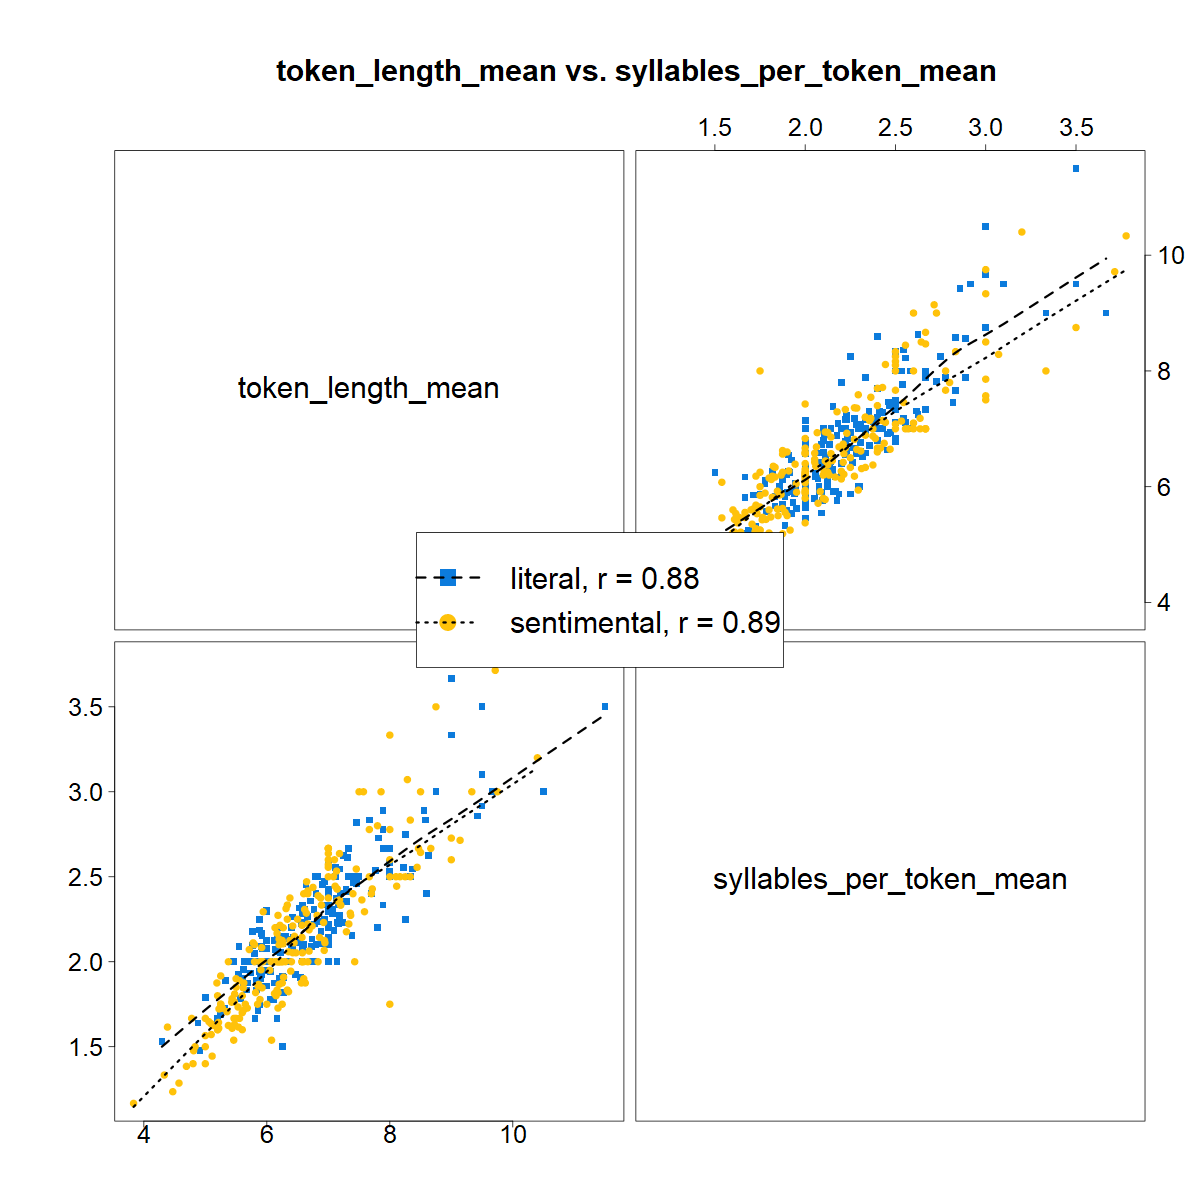 token_length_mean vs. syllables_per_token_mean
1.5 2.0 2.5 3.0 3.5
token_length_mean
10
8
6
4
literal, r = 0.88
sentimental, r = 0.89
3.5
3.0
2.5
2.0
1.5
syllables_per_token_mean
4 6 8 10